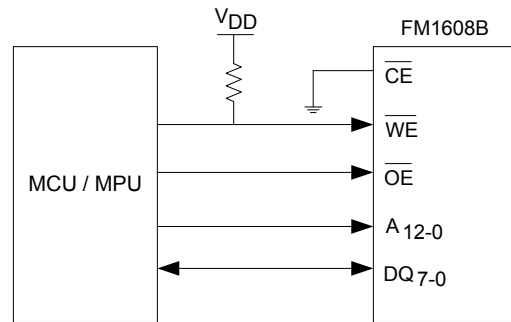 VDD
FM1608B
CE
WE
MCU / MPU
OE
A 12-0
DQ 7-0